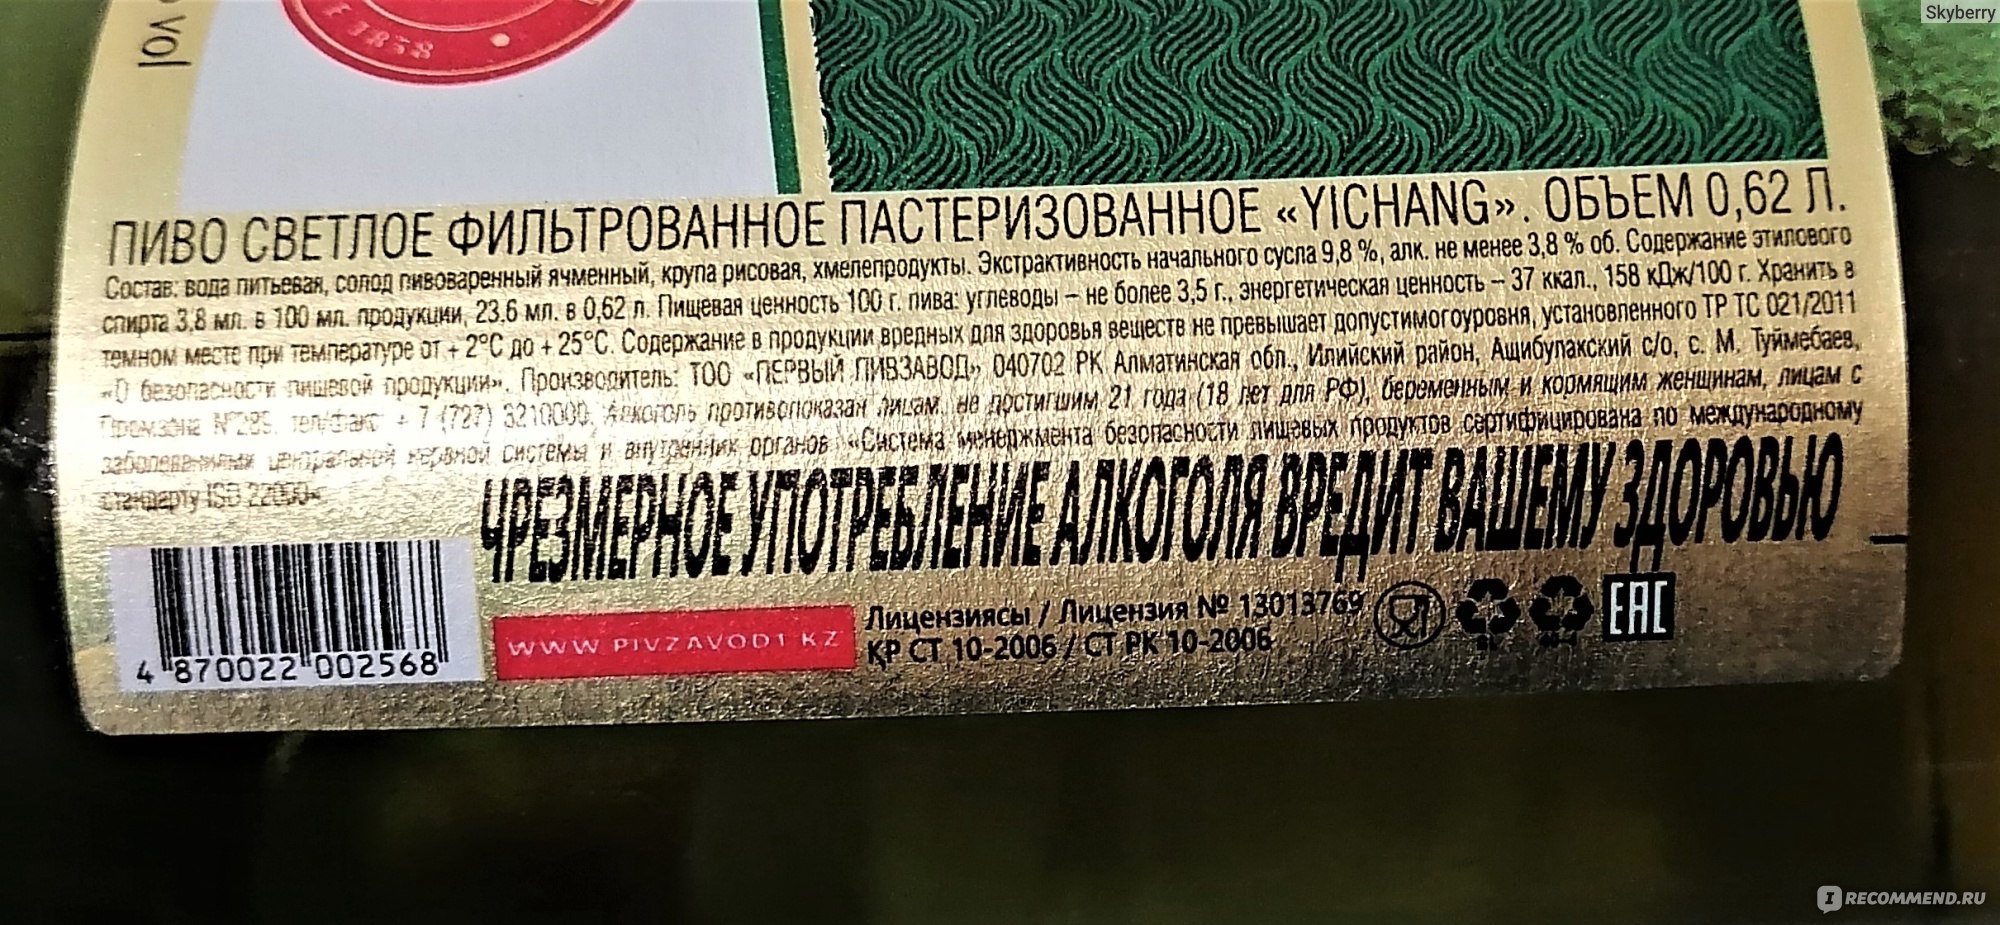 Skyberry
vol
E 1858
ПИВО СВЕТЛОЕ ФИЛЬТРОВАННОЕ ПАСТЕРИЗОВАННОЕ «YICHANG». ОБЪЕМ 0,62 Л.
Состав: вода питьевая, солод пивоваренный ячменный, крупа рисовая, хмелепродукты. Экстрактивность начального сусла 9,8 %, алк. не менее 3,8 % об. Содержание этилового
спирта 3,8 мл. в 100 мл. продукции, 23.6 мл. в 0,62 л. Пищевая ценность 100 г. пива: углеводы – не более 3,5 г., энергетическая ценность – 37 ккал., 158 кДж/100 г. Хранить в
темном месте при температуре от + 2°С до + 25°С. Содержание в продукции вредных для здоровья веществ не превышает допустимогоуровня, установленного ТР ТС 021/2011
«О безопасности пищевой продукции». Производитель: ТОО «ПЕРВЫЙ ПИВЗАВОД» 040702 РК Алматинская обл., Илийский район, Ащибулакский с/о, с. М. Туймебаев,
Промзона №285. тел/факс + 7 (727) 3210000. Алкоголь противопоказан лицам, не достигшим 21 года (18 лет для РФ), беременным и кормящим женщинам, лицам с
заболеваниями центральной нервной системы и внутренних органов. «Система менеджмента безопасности пищевых продуктов сертифицирована по международному
стандарту ISO 22000»
ЧРЕЗМЕРНОЕ УПОТРЕБЛЕНИЕ АЛКОГОЛЯ ВРЕДИТ ВАШЕМУ ЗДОРОВЬЮ
4 870022 002568
WWW PIVZAVOD1 KZ
Лицензиясы / Лицензия № 13013769
ҚР СТ 10-2006 / СТ РК 10-2006
EAC
IRECOMMEND.RU